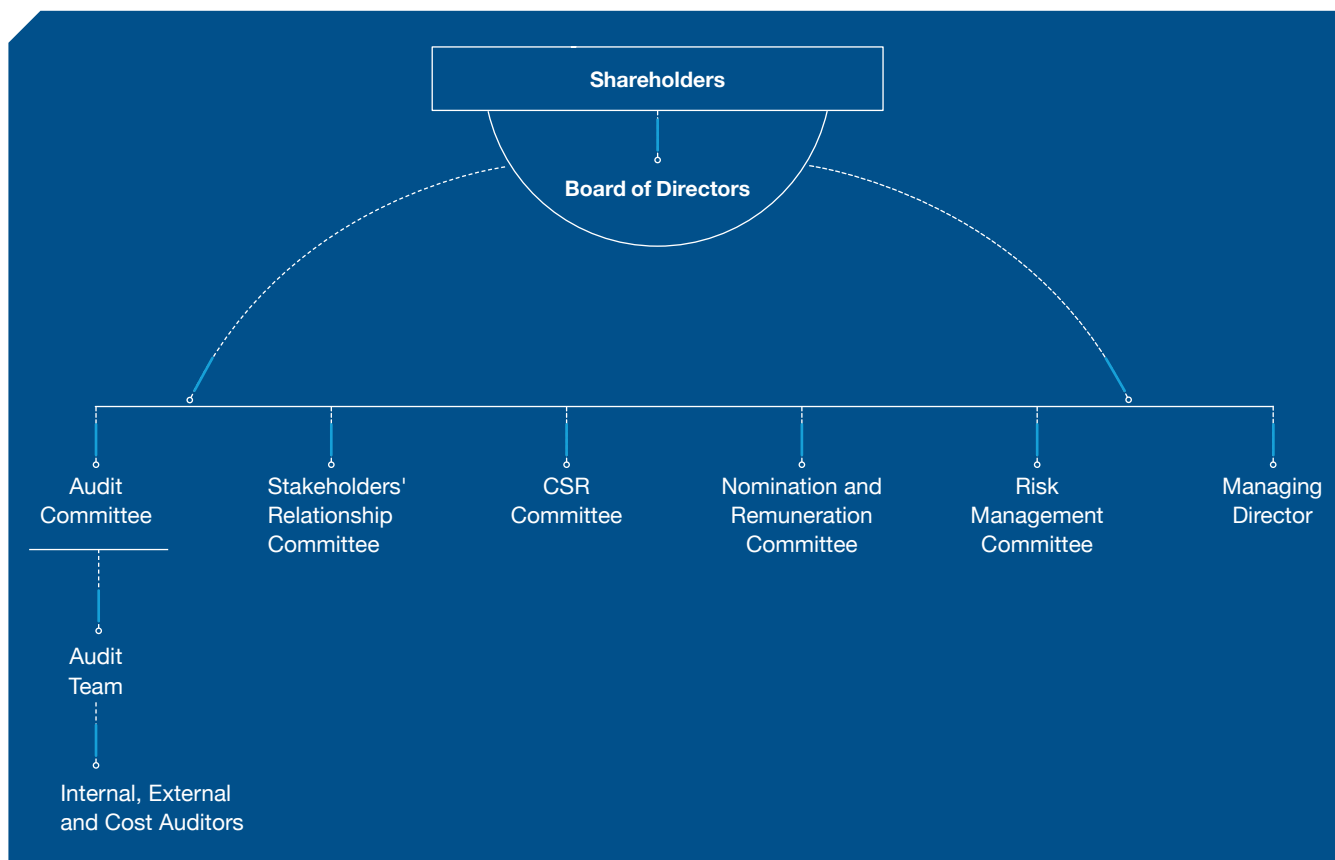 Shareholders
Board of Directors
Audit
Committee
Stakeholders'
Relationship
Committee
CSR
Committee
Nomination and
Remuneration
Committee
Risk
Management
Committee
Managing
Director
Audit
Team
Internal, External
and Cost Auditors